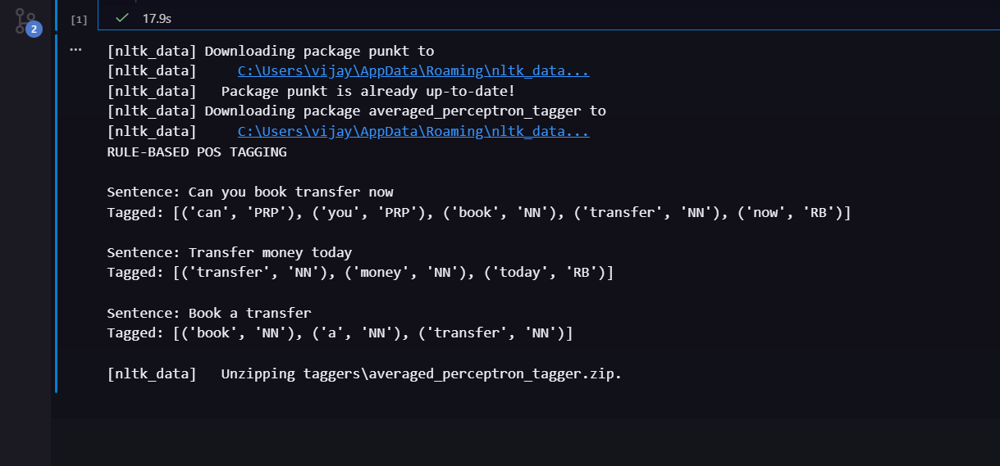 2
[1] 17.9s
...
[nltk_data] Downloading package punkt to
[nltk_data]     C:\Users\vijay\AppData\Roaming\nltk_data...
[nltk_data]   Package punkt is already up-to-date!
[nltk_data] Downloading package averaged_perceptron_tagger to
[nltk_data]     C:\Users\vijay\AppData\Roaming\nltk_data...
RULE-BASED POS TAGGING
Sentence: Can you book transfer now
Tagged: [('can', 'PRP'), ('you', 'PRP'), ('book', 'NN'), ('transfer', 'NN'), ('now', 'RB')]
Sentence: Transfer money today
Tagged: [('transfer', 'NN'), ('money', 'NN'), ('today', 'RB')]
Sentence: Book a transfer
Tagged: [('book', 'NN'), ('a', 'NN'), ('transfer', 'NN')]
[nltk_data]   Unzipping taggers\averaged_perceptron_tagger.zip.